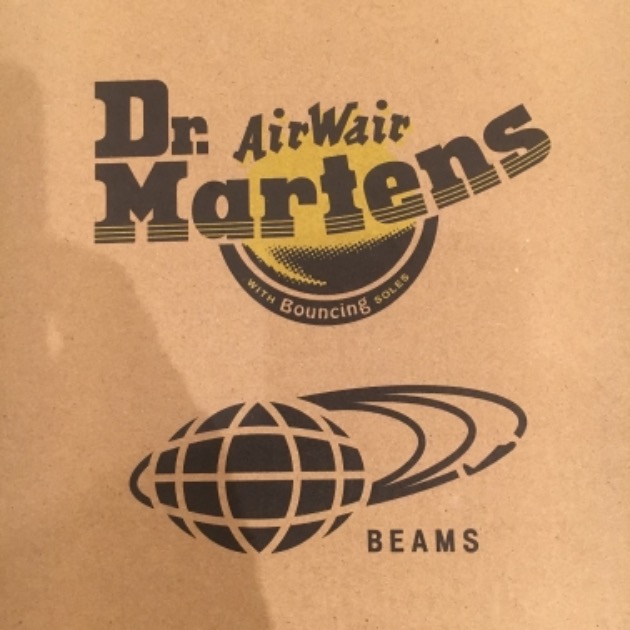 Dr. AirWair
Martens
WITH Bouncing SOLES
BEAMS